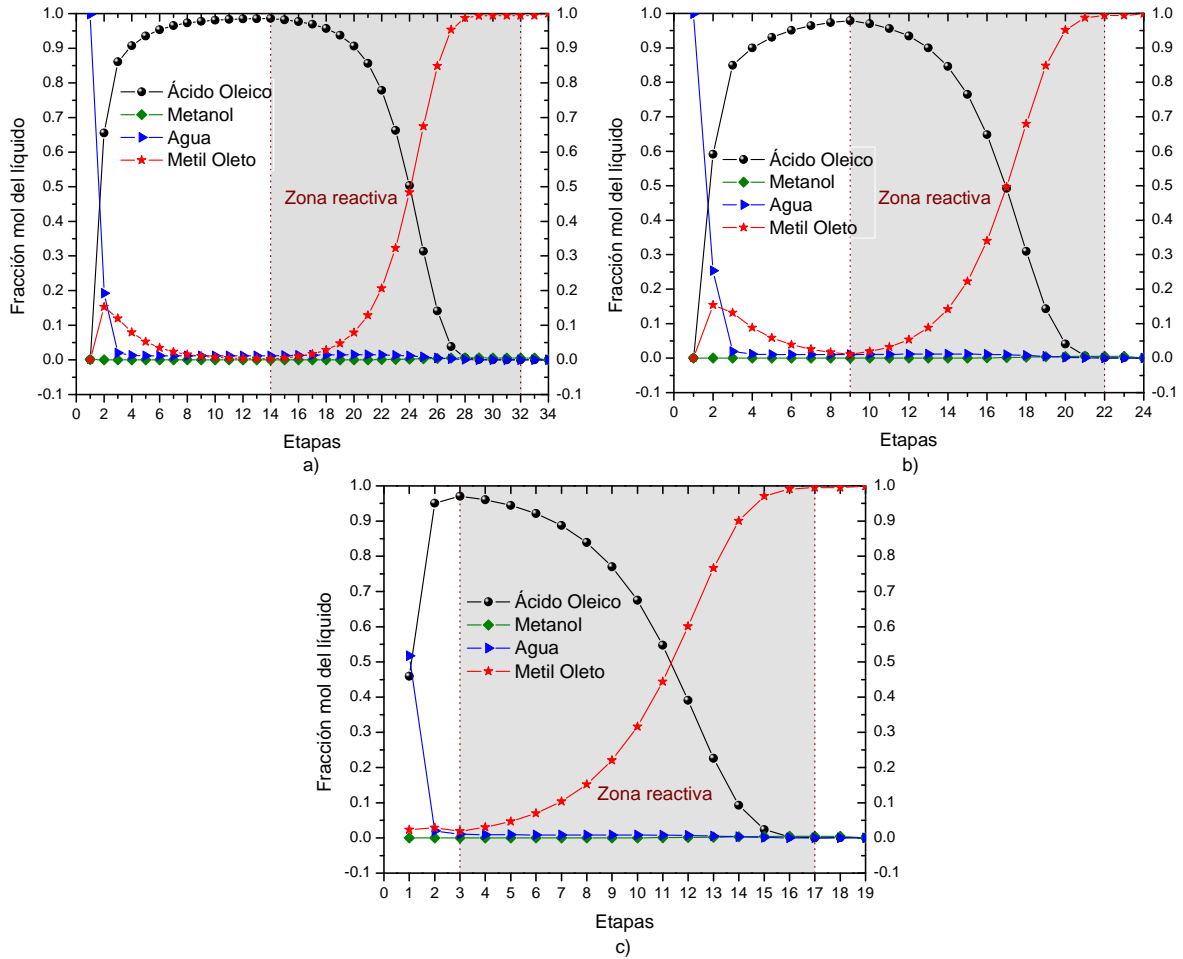 1.0 1.0
0.9 0.9
0.8 0.8
0.7 0.7
0.6 0.6
0.5 0.5
0.4 0.4
0.3 0.3
0.2 0.2
0.1 0.1
0.0 0.0
-0.1 -0.1
Fracción mol del líquido
Ácido Oleico
Metanol
Agua
Metil Oleto
Zona reactiva
0 2 4 6 8 10 12 14 16 18 20 22 24 26 28 30 32 34
Etapas
a)
1.0 1.0
0.9 0.9
0.8 0.8
0.7 0.7
0.6 0.6
0.5 0.5
0.4 0.4
0.3 0.3
0.2 0.2
0.1 0.1
0.0 0.0
-0.1 -0.1
Fracción mol del líquido
Ácido Oleico
Metanol
Agua
Metil Oleto
Zona reactiva
0 2 4 6 8 10 12 14 16 18 20 22 24
Etapas
b)
1.0 1.0
0.9 0.9
0.8 0.8
0.7 0.7
0.6 0.6
0.5 0.5
0.4 0.4
0.3 0.3
0.2 0.2
0.1 0.1
0.0 0.0
-0.1 -0.1
Fracción mol del líquido
Ácido Oleico
Metanol
Agua
Metil Oleto
Zona reactiva
0 1 2 3 4 5 6 7 8 9 10 11 12 13 14 15 16 17 18 19
Etapas
c)